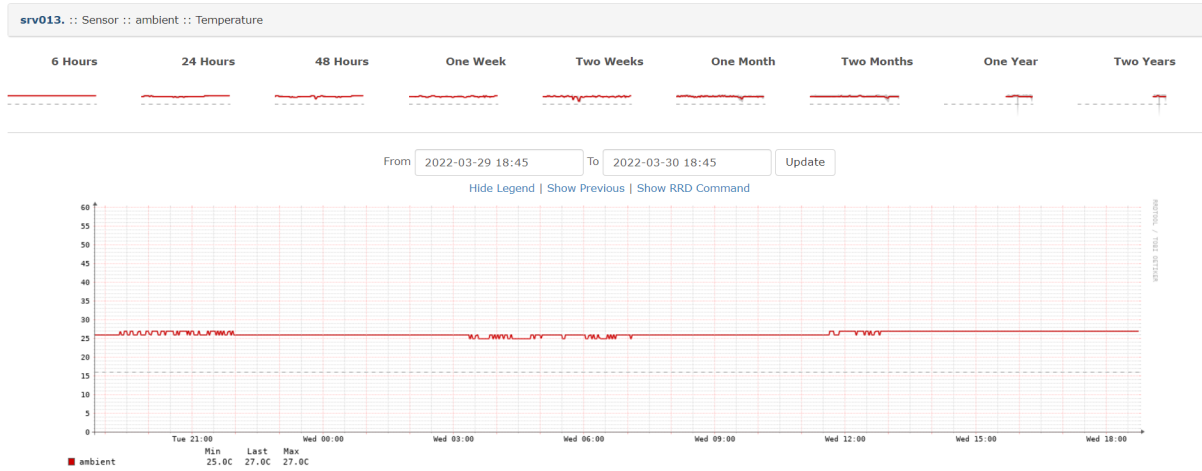 srv013. :: Sensor :: ambient :: Temperature
6 Hours 24 Hours 48 Hours One Week Two Weeks One Month Two Months One Year Two Years
From 2022-03-29 18:45 To 2022-03-30 18:45 Update
Hide Legend | Show Previous | Show RRD Command
60
55
50
45
40
35
30
25
20
15
10
5
0
RRDTOOL / TOBI OETIKER
Tue 21:00 Wed 00:00 Wed 03:00 Wed 06:00 Wed 09:00 Wed 12:00 Wed 15:00 Wed 18:00
Min Last Max
ambient 25.0C 27.0C 27.0C